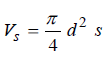 V_s = π/4 d² s